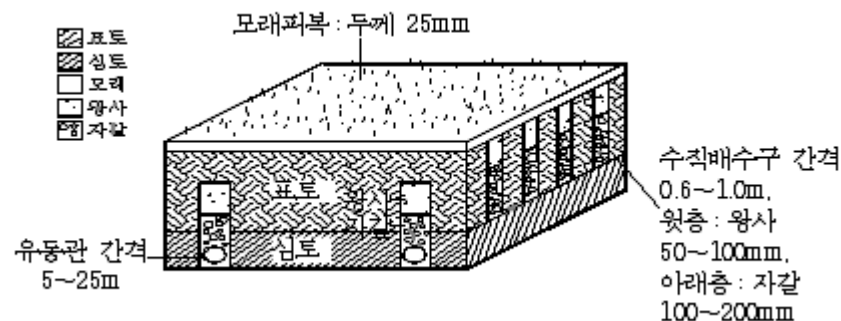 모래피복 : 두께 25mm
표토
심토
모래
왕사
자갈
표토
왕사
심토
유동관 간격
5~25m
수직배수구 간격
0.6~1.0m,
윗층 : 왕사
50~100mm,
아래층 : 자갈
100~200mm